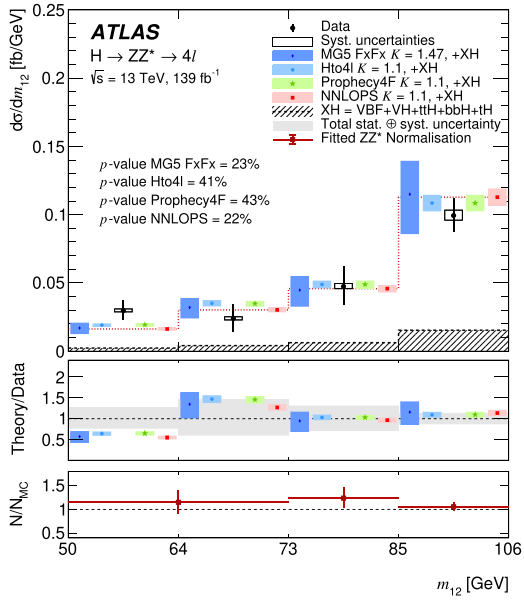 ATLAS
H → ZZ* → 4l
√s = 13 TeV, 139 fb⁻¹
Data
Syst. uncertainties
MG5 FxFx K = 1.47, +XH
Hto4l K = 1.1, +XH
Prophecy4F K = 1.1, +XH
NNLOPS K = 1.1, +XH
XH = VBF+VH+ttH+bbH+tH
Total stat. ⊕ syst. uncertainty
Fitted ZZ* Normalisation
p-value MG5 FxFx = 23%
p-value Hto4l = 41%
p-value Prophecy4F = 43%
p-value NNLOPS = 22%
dσ/dm₁₂ [fb/GeV]
0.25
0.2
0.15
0.1
0.05
0
Theory/Data
2
1.5
1
0.5
N/N_MC
1.5
1
0.5
50 64 73 85 106
m₁₂ [GeV]